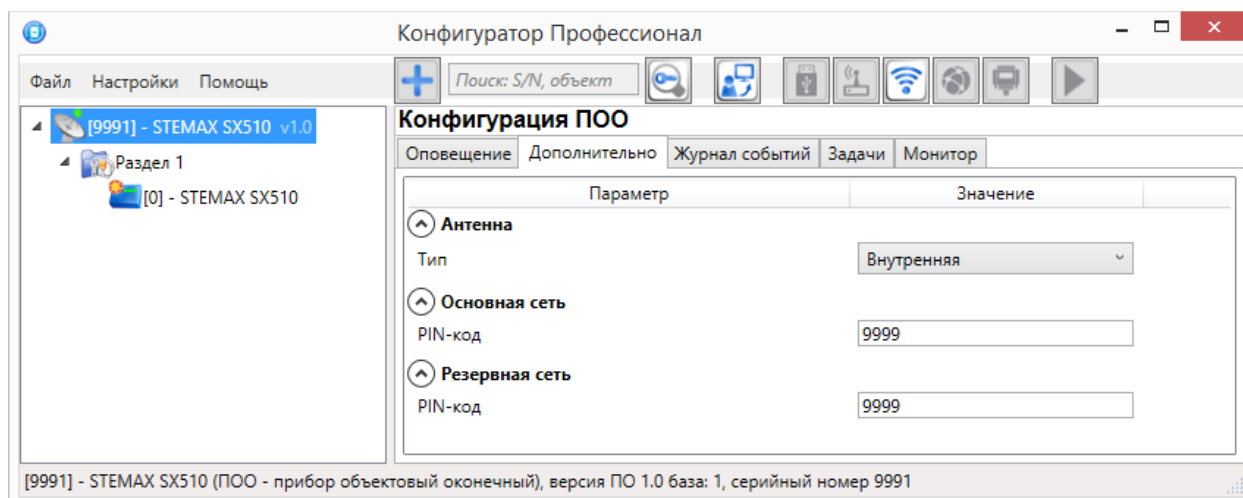 Конфигуратор Профессионал
Файл Настройки Помощь
Поиск: S/N, объект
[9991] - STEMAX SX510 v1.0
Раздел 1
[0] - STEMAX SX510
Конфигурация ПОО
Оповещение Дополнительно Журнал событий Задачи Монитор
Параметр Значение
Антенна
Тип Внутренняя
Основная сеть
PIN-код 9999
Резервная сеть
PIN-код 9999
[9991] - STEMAX SX510 (ПОО - прибор объектовый оконечный), версия ПО 1.0 база: 1, серийный номер 9991